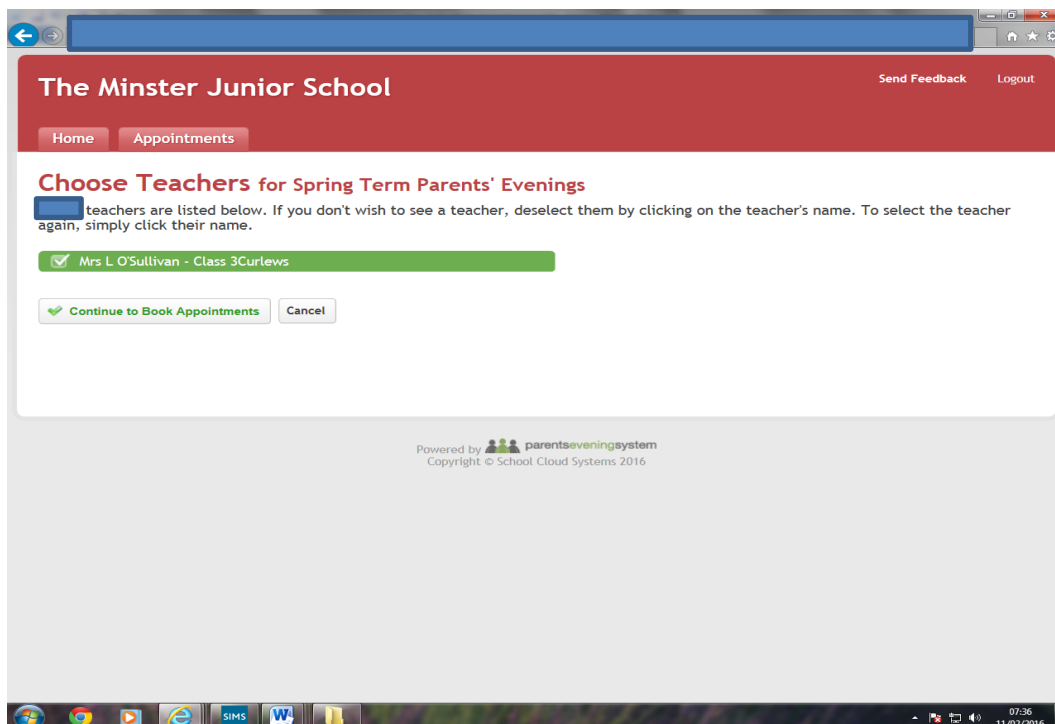 The Minster Junior School
Send Feedback Logout
Home Appointments
Choose Teachers for Spring Term Parents' Evenings
teachers are listed below. If you don't wish to see a teacher, deselect them by clicking on the teacher's name. To select the teacher
again, simply click their name.
Mrs L O'Sullivan - Class 3Curlews
Continue to Book Appointments Cancel
Powered by parentseveningsystem
Copyright © School Cloud Systems 2016
SIMS W
07:36
11/02/2016